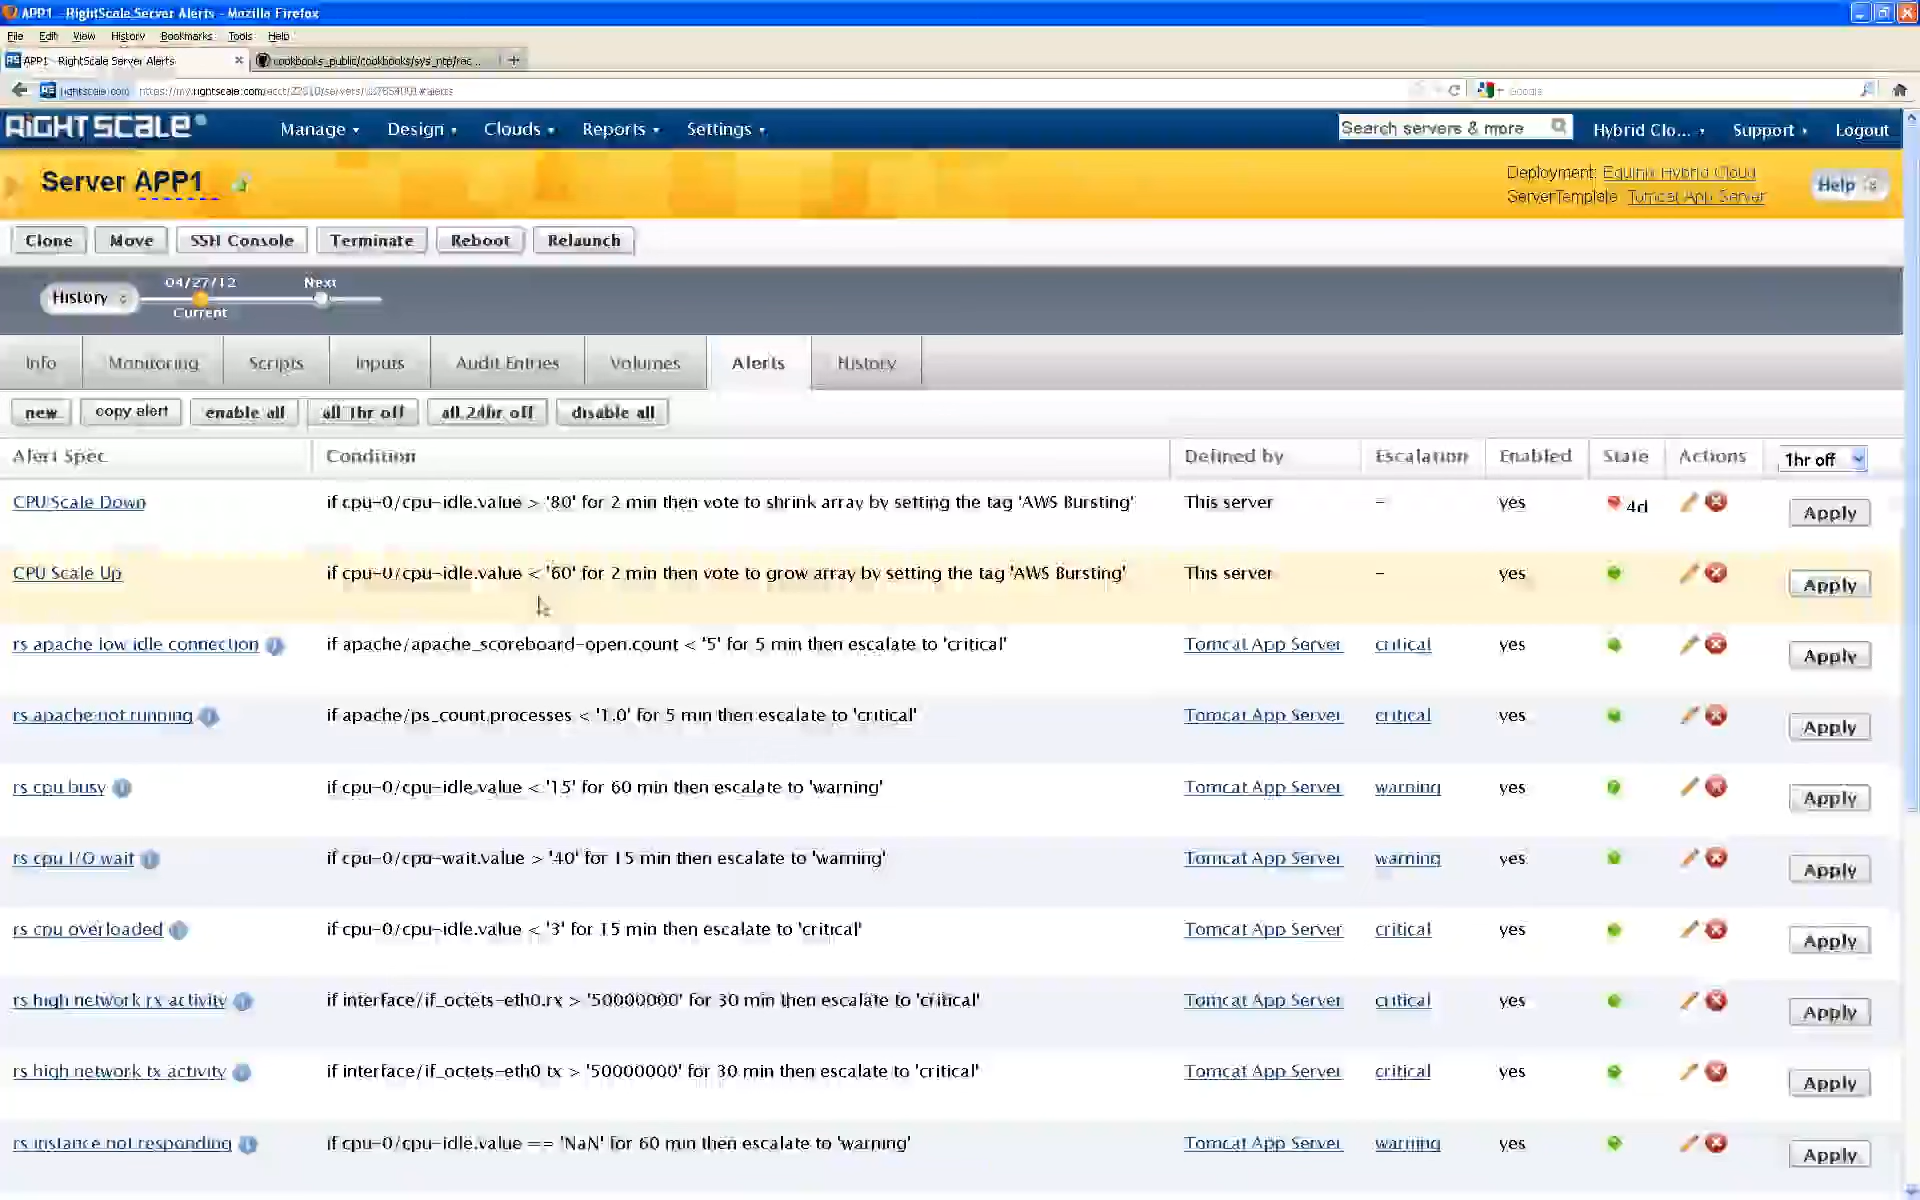 APP1 - RightScale Server Alerts - Mozilla Firefox
File Edit View History Bookmarks Tools Help
APP1 - RightScale Server Alerts cookbooks_public/cookbooks/sys_ntp/rec...
rightscale.com Google
RIGHTSCALE Manage Design Clouds Reports Settings Search servers & more Hybrid Clo... Support Logout
Server APP1
Deployment: Equinix Hybrid Cloud
ServerTemplate: Tomcat App Server
Help
Clone Move SSH Console Terminate Reboot Relaunch
History 04/27/12 Next
Current
Info Monitoring Scripts Inputs Audit Entries Volumes Alerts History
new copy alert enable all all 1hr off all 24hr off disable all
Alert Spec Condition Defined by Escalation Enabled State Actions 1hr off
CPU Scale Down if cpu-0/cpu-idle.value > '80' for 2 min then vote to shrink array by setting the tag 'AWS Bursting' This server - yes 4d Apply
CPU Scale Up if cpu-0/cpu-idle.value < '60' for 2 min then vote to grow array by setting the tag 'AWS Bursting' This server - yes Apply
rs apache low idle connection if apache/apache_scoreboard-open.count < '5' for 5 min then escalate to 'critical' Tomcat App Server critical yes Apply
rs apache not running if apache/ps_count.processes < '1.0' for 5 min then escalate to 'critical' Tomcat App Server critical yes Apply
rs cpu busy if cpu-0/cpu-idle.value < '15' for 60 min then escalate to 'warning' Tomcat App Server warning yes Apply
rs cpu I/O wait if cpu-0/cpu-wait.value > '40' for 15 min then escalate to 'warning' Tomcat App Server warning yes Apply
rs cpu overloaded if cpu-0/cpu-idle.value < '3' for 15 min then escalate to 'critical' Tomcat App Server critical yes Apply
rs high network rx activity if interface/if_octets-eth0.rx > '50000000' for 30 min then escalate to 'critical' Tomcat App Server critical yes Apply
rs high network tx activity if interface/if_octets-eth0 tx > '50000000' for 30 min then escalate to 'critical' Tomcat App Server critical yes Apply
rs instance not responding if cpu-0/cpu-idle.value == 'NaN' for 60 min then escalate to 'warning' Tomcat App Server warning yes Apply